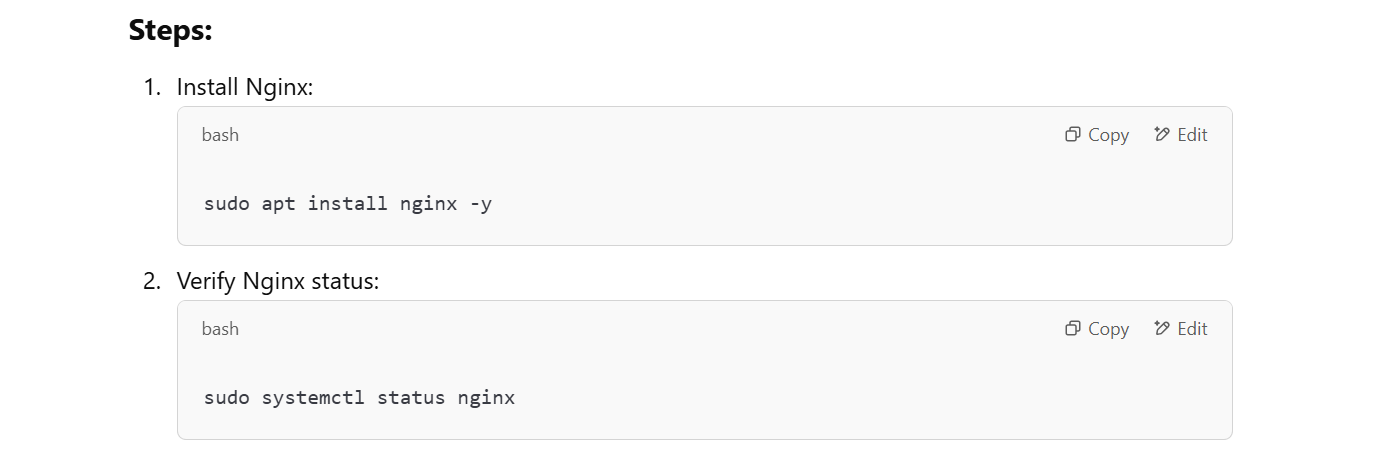 Steps:
1. Install Nginx:
bash Copy Edit
sudo apt install nginx -y
2. Verify Nginx status:
bash Copy Edit
sudo systemctl status nginx